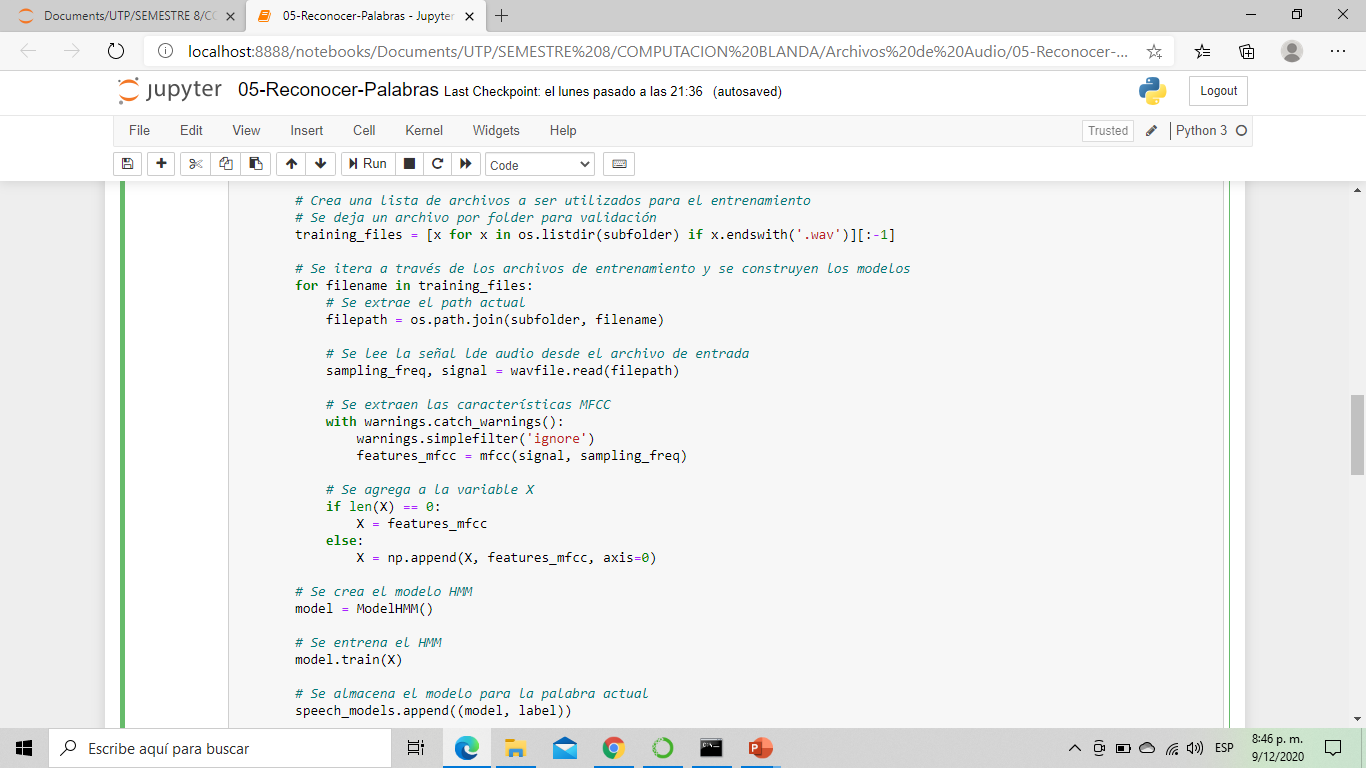 Documents/UTP/SEMESTRE 8/CO
05-Reconocer-Palabras - Jupyter
localhost:8888/notebooks/Documents/UTP/SEMESTRE%208/COMPUTACION%20BLANDA/Archivos%20de%20Audio/05-Reconocer-...
jupyter 05-Reconocer-Palabras Last Checkpoint: el lunes pasado a las 21:36 (autosaved)
Logout
File Edit View Insert Cell Kernel Widgets Help
Trusted Python 3
Run Code
# Crea una lista de archivos a ser utilizados para el entrenamiento
# Se deja un archivo por folder para validación
training_files = [x for x in os.listdir(subfolder) if x.endswith('.wav')][:-1]
# Se itera a través de los archivos de entrenamiento y se construyen los modelos
for filename in training_files:
# Se extrae el path actual
filepath = os.path.join(subfolder, filename)
# Se lee la señal lde audio desde el archivo de entrada
sampling_freq, signal = wavfile.read(filepath)
# Se extraen las características MFCC
with warnings.catch_warnings():
warnings.simplefilter('ignore')
features_mfcc = mfcc(signal, sampling_freq)
# Se agrega a la variable X
if len(X) == 0:
X = features_mfcc
else:
X = np.append(X, features_mfcc, axis=0)
# Se crea el modelo HMM
model = ModelHMM()
# Se entrena el HMM
model.train(X)
# Se almacena el modelo para la palabra actual
speech_models.append((model, label))
Escribe aquí para buscar
ESP
8:46 p. m.
9/12/2020